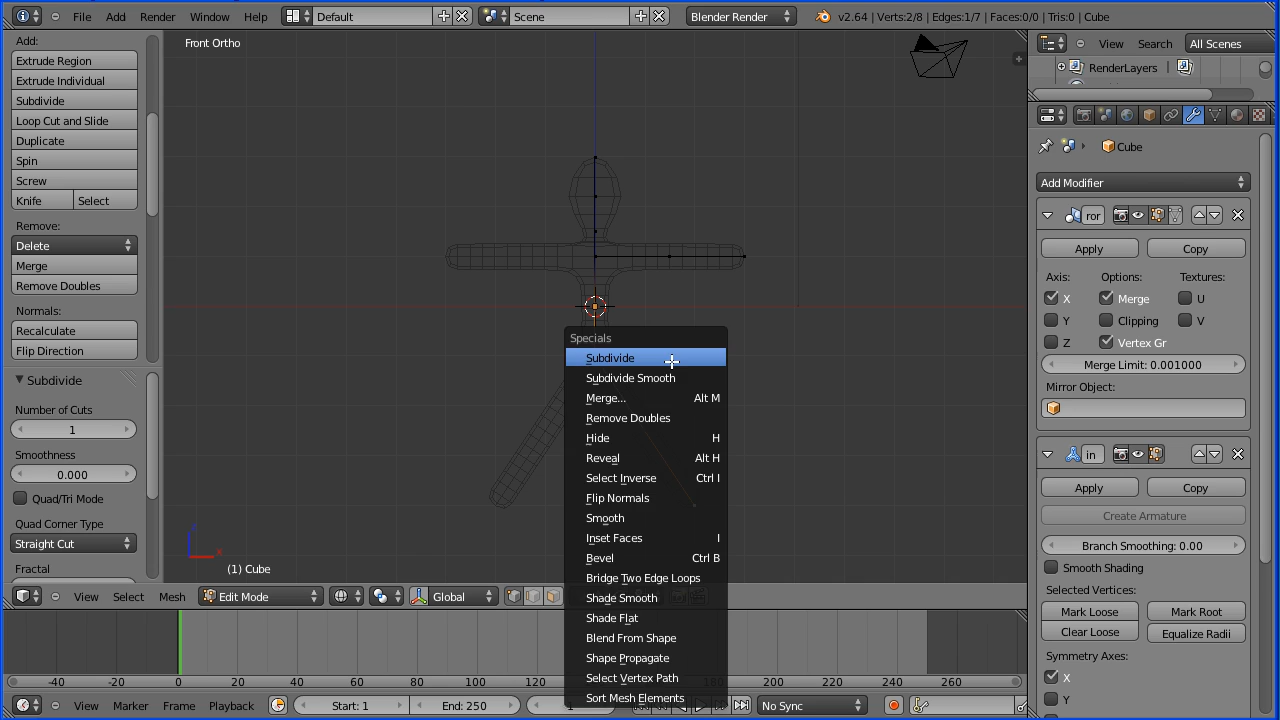 File Add Render Window Help Default Scene Blender Render v2.64 | Verts:2/8 | Edges:1/7 | Faces:0/0 | Tris:0 | Cube
Add:
Extrude Region
Extrude Individual
Subdivide
Loop Cut and Slide
Duplicate
Spin
Screw
Knife Select
Remove:
Delete
Merge
Remove Doubles
Normals:
Recalculate
Flip Direction
Subdivide
Number of Cuts
1
Smoothness
0.000
Quad/Tri Mode
Quad Corner Type
Straight Cut
Fractal
Front Ortho
x
(1) Cube
Specials
Subdivide
Subdivide Smooth
Merge... Alt M
Remove Doubles
Hide H
Reveal Alt H
Select Inverse Ctrl I
Flip Normals
Smooth
Inset Faces I
Bevel Ctrl B
Bridge Two Edge Loops
Shade Smooth
Shade Flat
Blend From Shape
Shape Propagate
Select Vertex Path
Sort Mesh Elements
View Select Mesh Edit Mode Global
-40 -20 0 20 40 60 80 100 120 180 200 220 240 260
View Marker Frame Playback Start: 1 End: 250 1 No Sync
View Search All Scenes
RenderLayers
Cube
Add Modifier
ror
Apply Copy
Axis: Options: Textures:
X Merge U
Y Clipping V
Z Vertex Gr
Merge Limit: 0.001000
Mirror Object:
in
Apply Copy
Create Armature
Branch Smoothing: 0.00
Smooth Shading
Selected Vertices:
Mark Loose Mark Root
Clear Loose Equalize Radii
Symmetry Axes:
X
Y